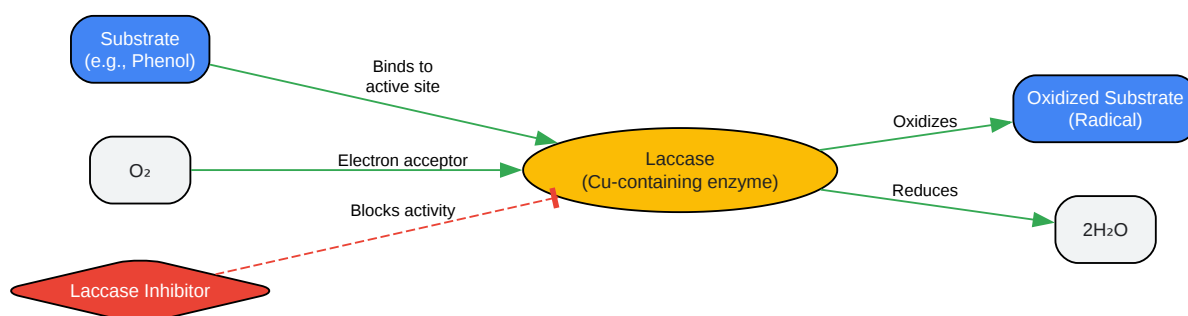 Substrate
(e.g., Phenol)
Binds to
active site
Oxidized Substrate
(Radical)
Oxidizes
O₂
Electron acceptor
Laccase
(Cu-containing enzyme)
Reduces
Blocks activity
2H₂O
Laccase Inhibitor